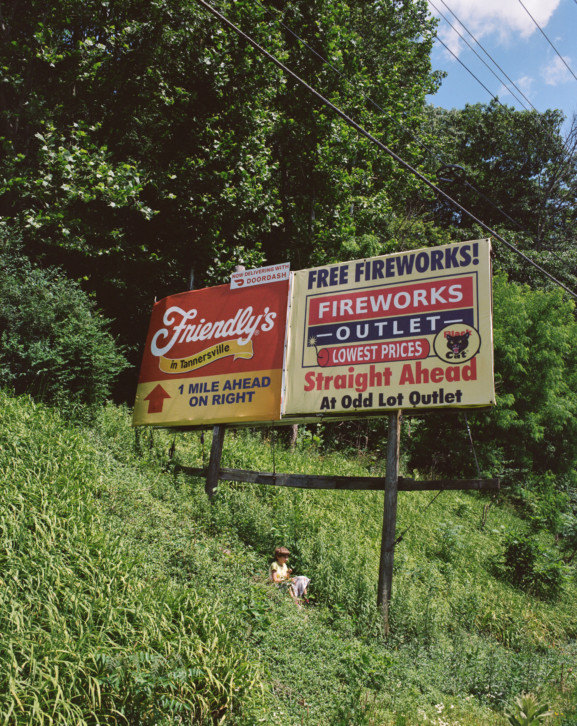 NOW DELIVERING WITH
DOORDASH
Friendly's
in Tannersville
1 MILE AHEAD
ON RIGHT
FREE FIREWORKS!
FIREWORKS
OUTLET
LOWEST PRICES
Black
Cat
Straight Ahead
At Odd Lot Outlet